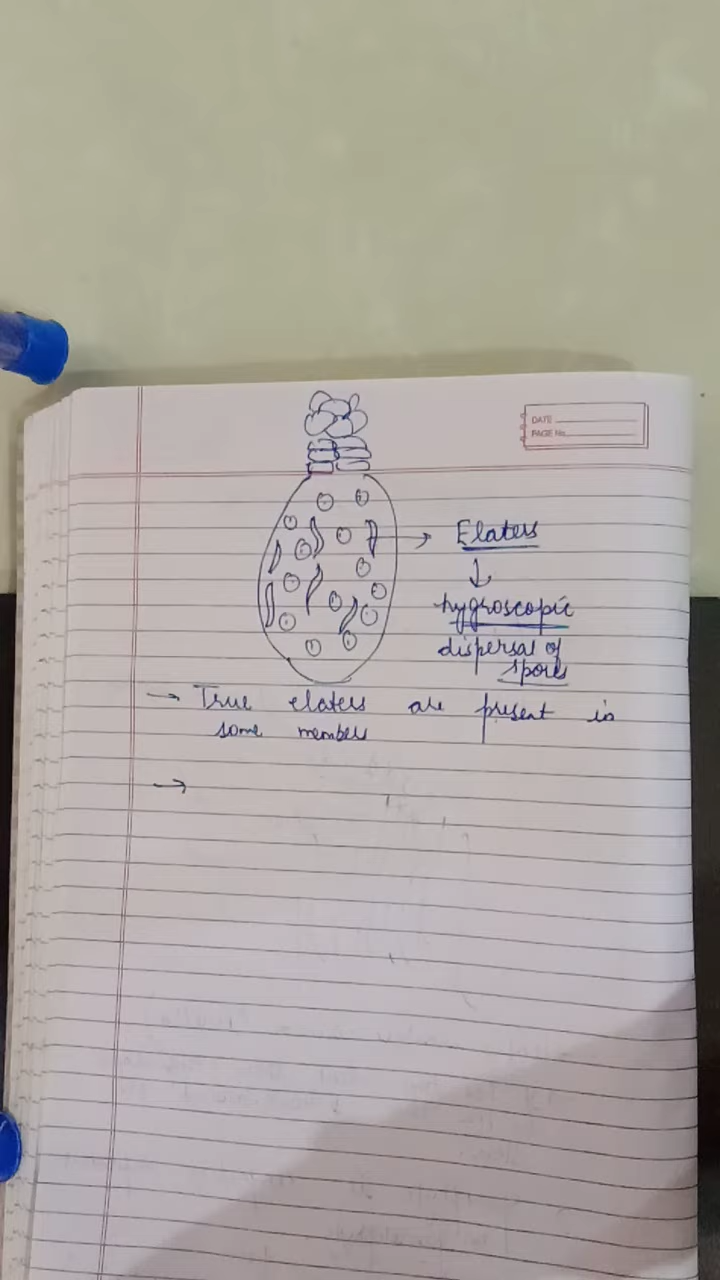 DATE
PAGE No.
→ Elaters
↓
hygroscopic
dispersal of
spores
→ True elaters are present in
some members
→